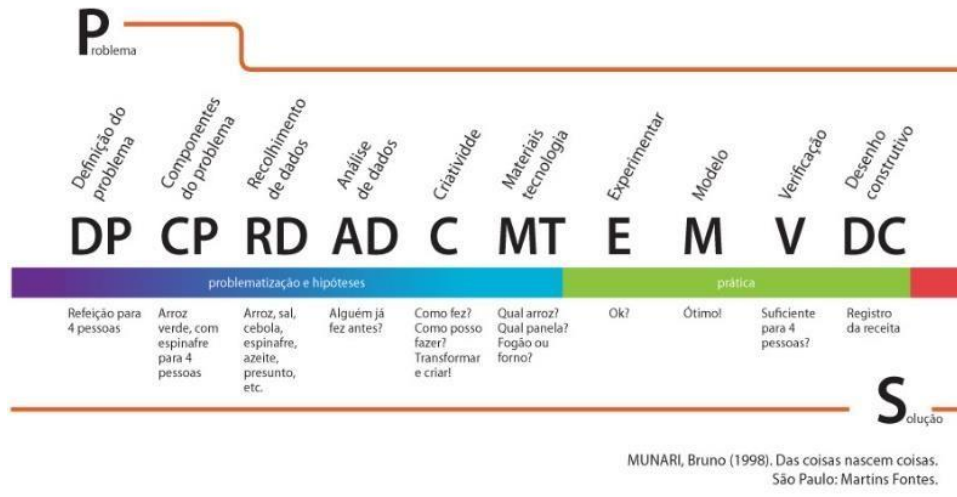 Problema
Definição do
problema
Componentes
do problema
Recolhimento
de dados
Análise
de dados
Criatividde
Materiais
tecnologia
Experimentar
Modelo
Verificação
Desenho
construtivo
DP CP RD AD C MT E M V DC
problematização e hipóteses
prática
Refeição para
4 pessoas
Arroz
verde, com
espinafre
para 4
pessoas
Arroz, sal,
cebola,
espinafre,
azeite,
presunto,
etc.
Alguém já
fez antes?
Como fez?
Como posso
fazer?
Transformar
e criar!
Qual arroz?
Qual panela?
Fogão ou
forno?
Ok?
Ótimo!
Suficiente
para 4
pessoas?
Registro
da receita
Solução
MUNARI, Bruno (1998). Das coisas nascem coisas.
São Paulo: Martins Fontes.